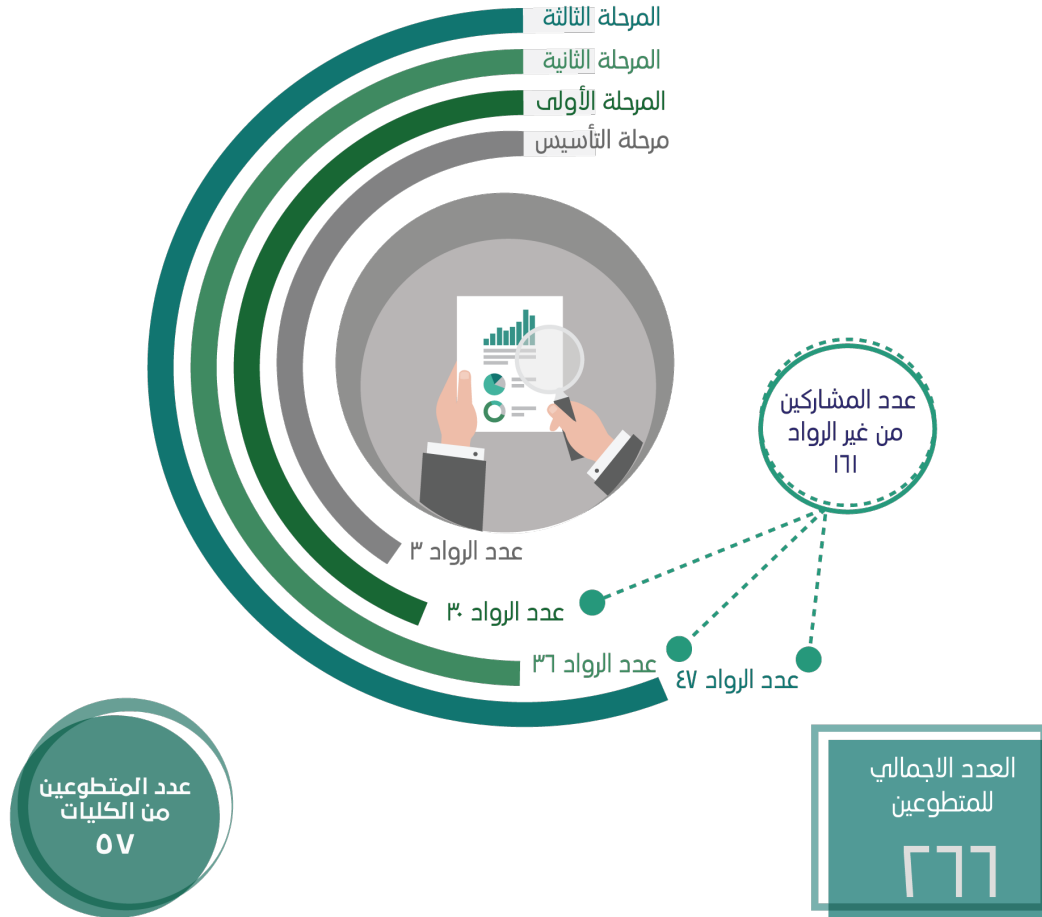 المرحلة الثالثة
المرحلة الثانية
المرحلة الأولى
مرحلة التأسيس
عدد المشاركين
من غير الرواد
١٦١
عدد الرواد ٣
عدد الرواد ٣٠
عدد الرواد ٣٦
عدد الرواد ٤٧
عدد المتطوعين
من الكليات
٥٧
العدد الاجمالي
للمتطوعين
٢٦٦